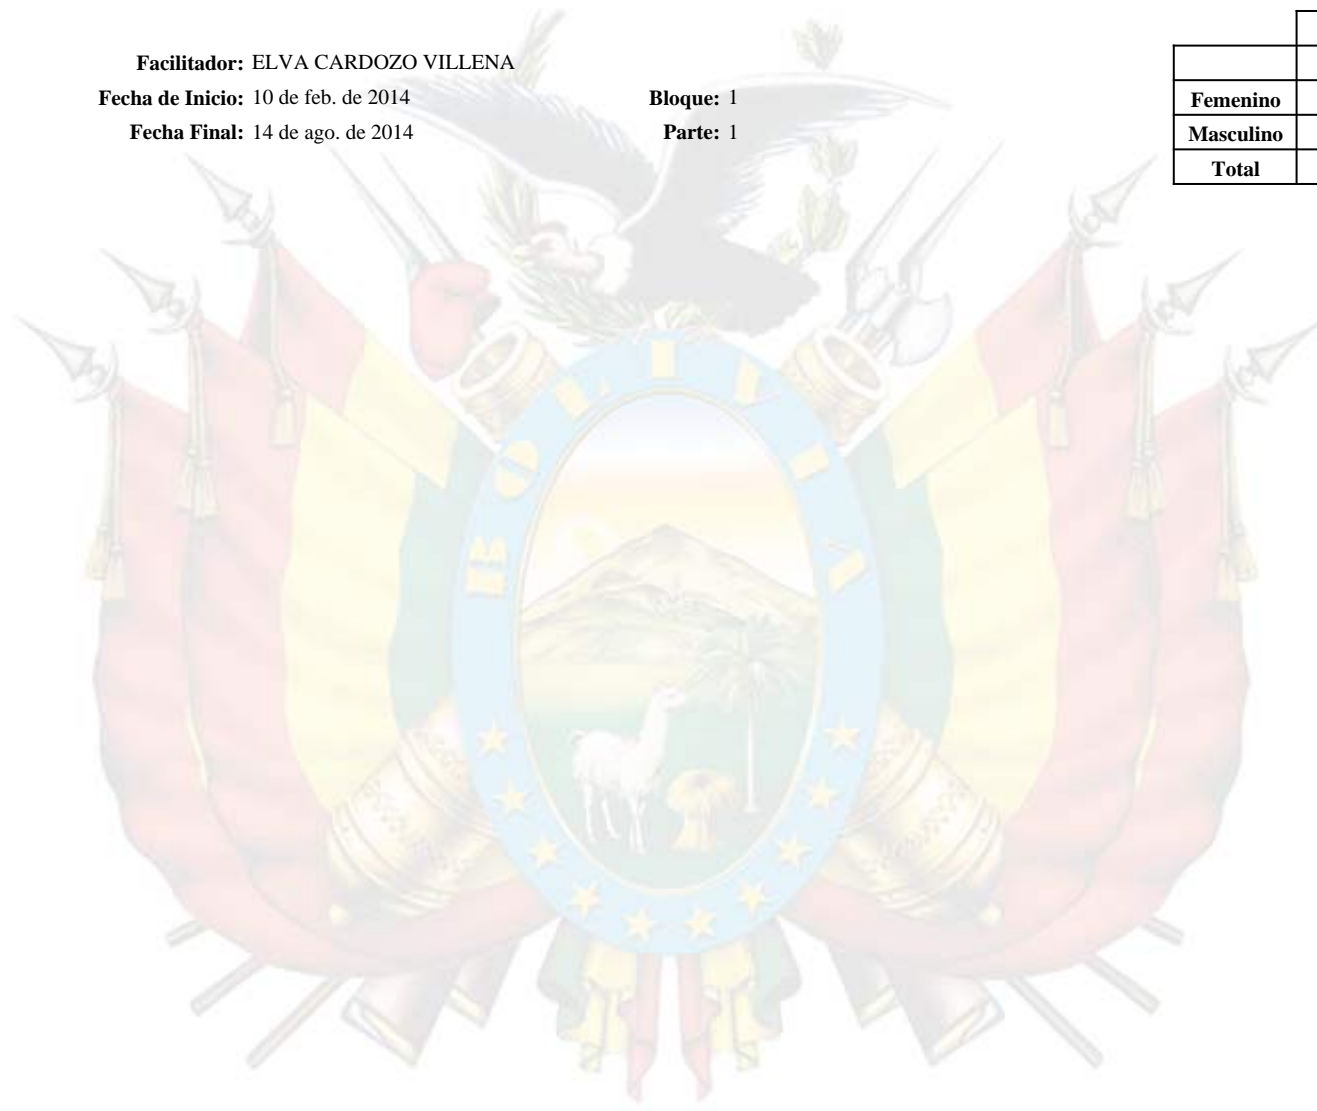 Facilitador: ELVA CARDOZO VILLENA
Fecha de Inicio: 10 de feb. de 2014 Bloque: 1
Fecha Final: 14 de ago. de 2014 Parte: 1
Femenino
Masculino
Total
BOLIVIA